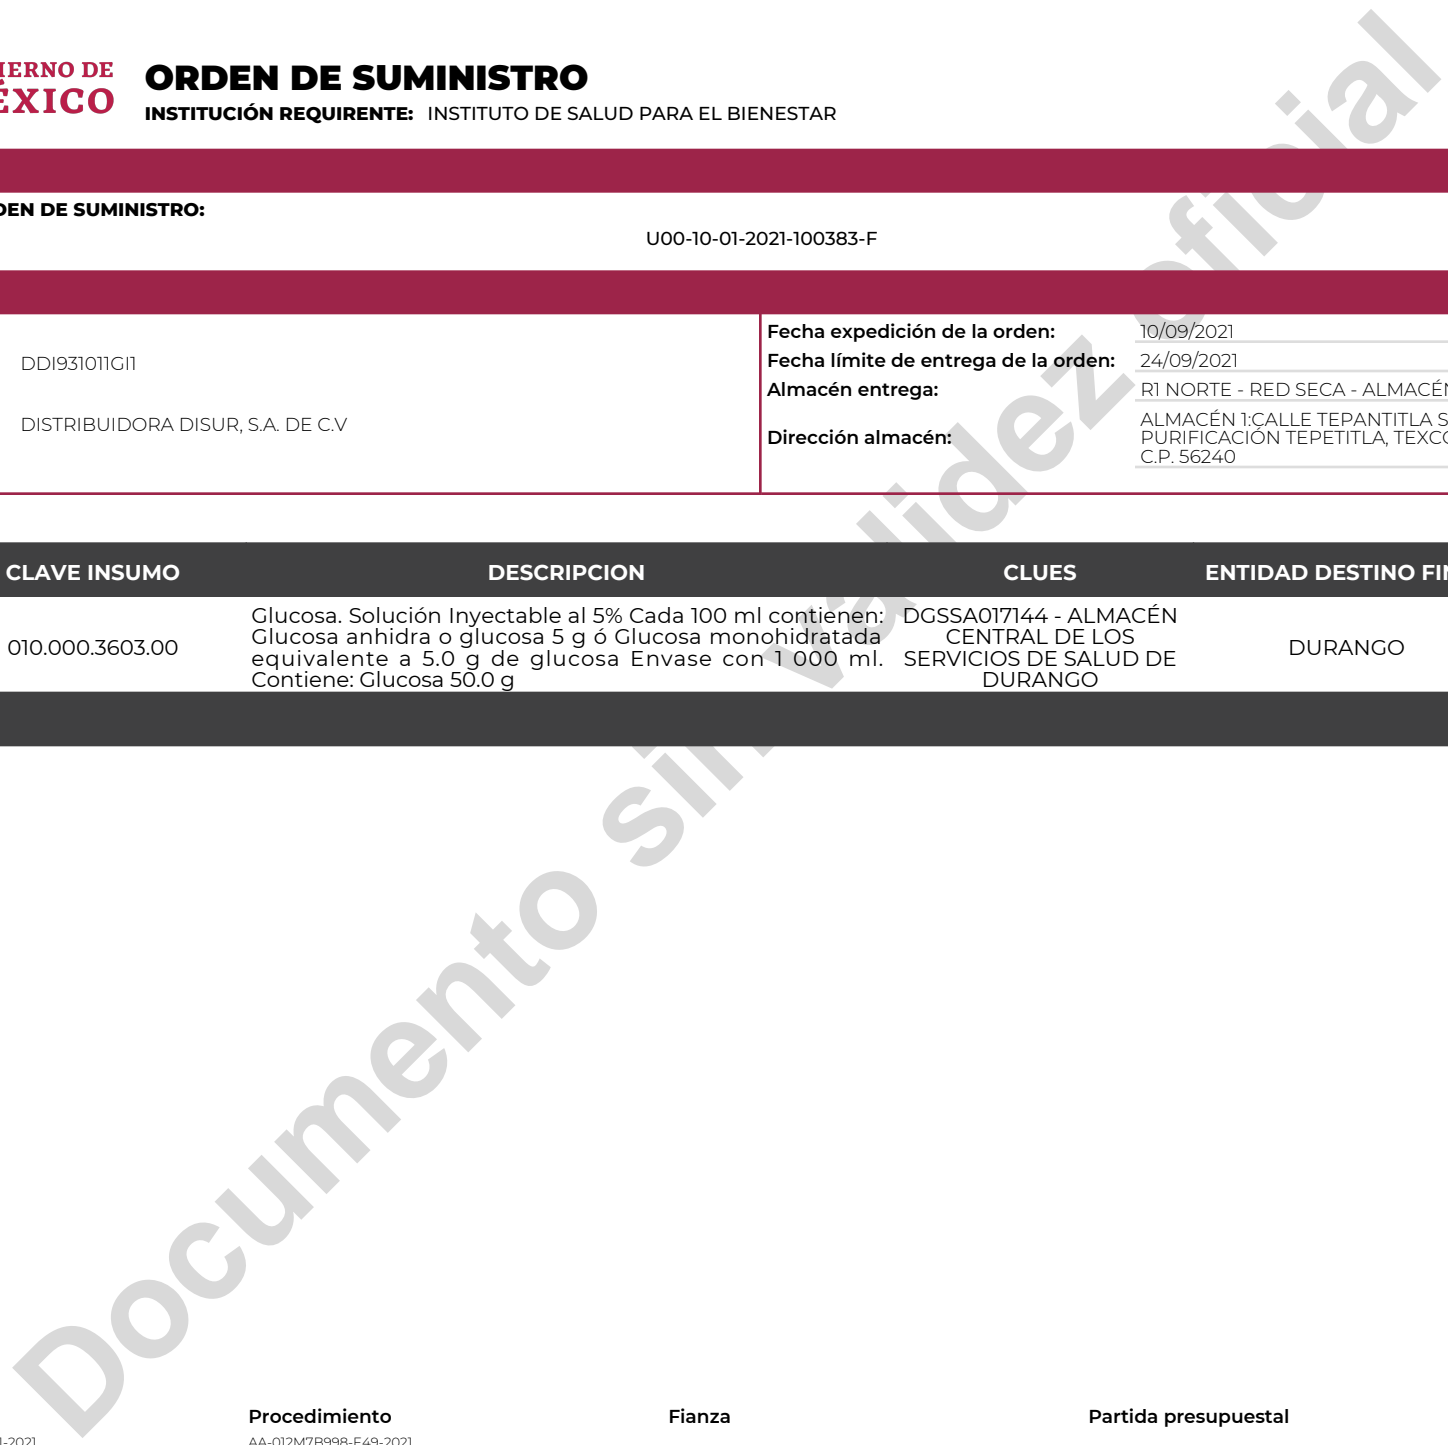 IERNO DE
ÉXICO
ORDEN DE SUMINISTRO
INSTITUCIÓN REQUIRENTE: INSTITUTO DE SALUD PARA EL BIENESTAR
DEN DE SUMINISTRO:
U00-10-01-2021-100383-F
DDI931011GI1
DISTRIBUIDORA DISUR, S.A. DE C.V
Fecha expedición de la orden: 10/09/2021
Fecha límite de entrega de la orden: 24/09/2021
Almacén entrega: R1 NORTE - RED SECA - ALMACÉN
Dirección almacén:
ALMACÉN 1:CALLE TEPANTITLA S
PURIFICACIÓN TEPETITLA, TEXCO
C.P. 56240
CLAVE INSUMO DESCRIPCION CLUES ENTIDAD DESTINO FIN
010.000.3603.00
Glucosa. Solución Inyectable al 5% Cada 100 ml contienen:
Glucosa anhidra o glucosa 5 g ó Glucosa monohidratada
equivalente a 5.0 g de glucosa Envase con 1 000 ml.
Contiene: Glucosa 50.0 g
DGSSA017144 - ALMACÉN
CENTRAL DE LOS
SERVICIOS DE SALUD DE
DURANGO
DURANGO
Documento sin validez oficial
Procedimiento Fianza Partida presupuestal
-2021 AA-012M7B998-E49-2021